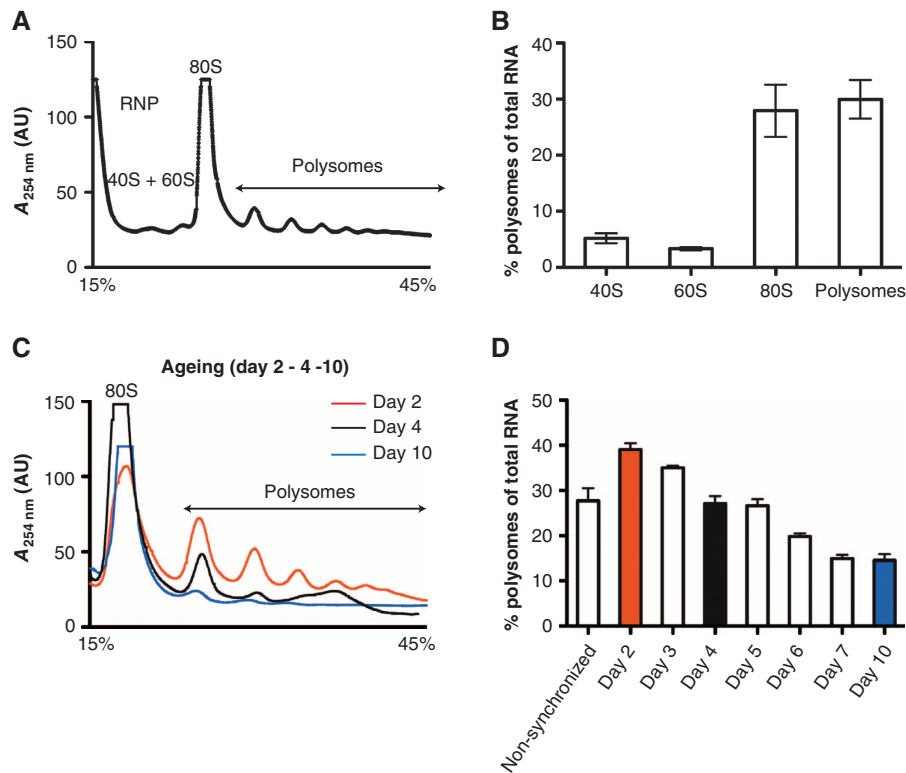 A
150
100
50
0
A254 nm (AU)
RNP
80S
40S + 60S
Polysomes
15%
45%
B
40
30
20
10
0
% polysomes of total RNA
40S
60S
80S
Polysomes
C
Ageing (day 2 - 4 -10)
80S
150
100
50
0
A254 nm (AU)
Day 2
Day 4
Day 10
Polysomes
15%
45%
D
50
40
30
20
10
0
% polysomes of total RNA
Non-synchronized
Day 2
Day 3
Day 4
Day 5
Day 6
Day 7
Day 10